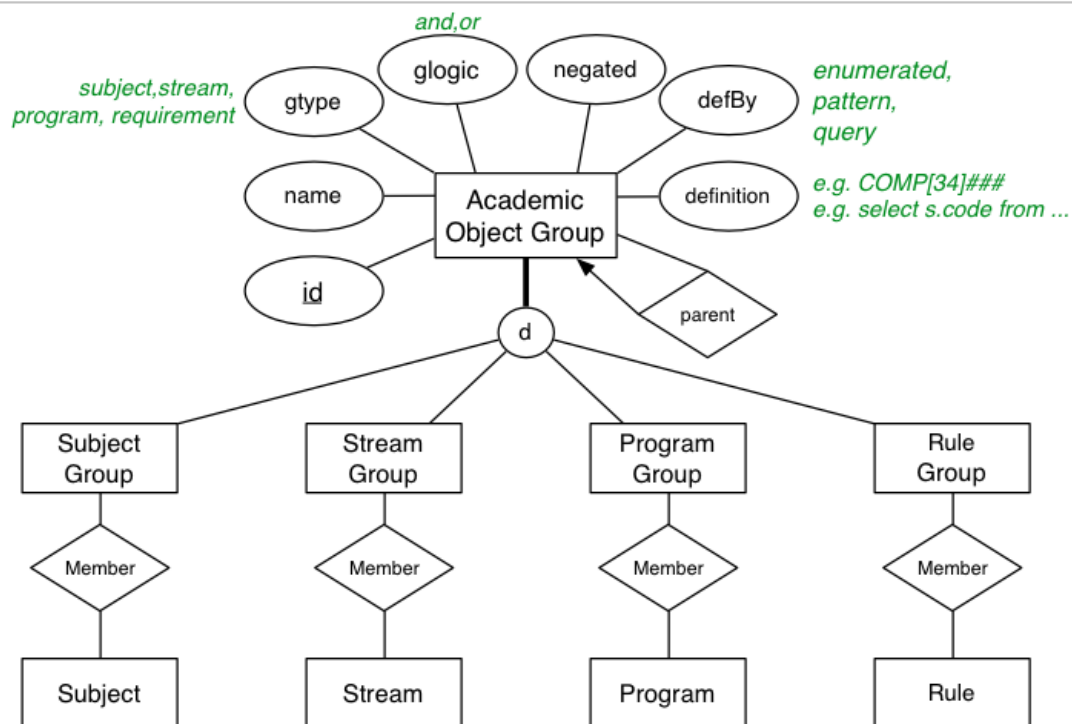 and,or
glogic
negated
subject,stream,
program, requirement
gtype
defBy
enumerated,
pattern,
query
name
Academic
Object Group
definition
e.g. COMP[34]###
e.g. select s.code from ...
id
parent
d
Subject
Group
Stream
Group
Program
Group
Rule
Group
Member
Member
Member
Member
Subject
Stream
Program
Rule